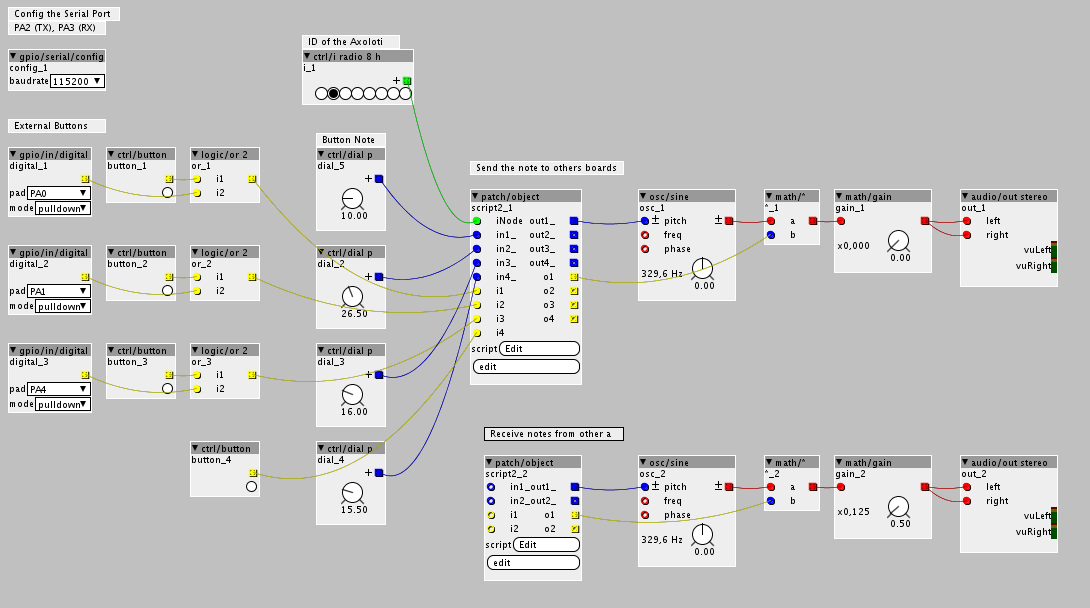 Config the Serial Port
PA2 (TX), PA3 (RX)
gpio/serial/config
config_1
baudrate 115200
ID of the Axoloti
ctrl/i radio 8 h
i_1
External Buttons
gpio/in/digital
digital_1
pad PA0
mode pulldown
ctrl/button
button_1
logic/or 2
or_1
i1
i2
gpio/in/digital
digital_2
pad PA1
mode pulldown
ctrl/button
button_2
logic/or 2
or_2
i1
i2
gpio/in/digital
digital_3
pad PA4
mode pulldown
ctrl/button
button_3
logic/or 2
or_3
i1
i2
ctrl/button
button_4
Button Note
ctrl/dial p
dial_5
10.00
ctrl/dial p
dial_2
26.50
ctrl/dial p
dial_3
16.00
ctrl/dial p
dial_4
15.50
Send the note to others boards
patch/object
script2_1
iNode out1_
in1_ out2_
in2_ out3_
in3_ out4_
in4_ o1
i1 o2
i2 o3
i3 o4
i4
script Edit
edit
osc/sine
osc_1
pitch
freq
phase
329,6 Hz
0.00
math/*
*_1
a
b
math/gain
gain_1
x0,000
0.00
audio/out stereo
out_1
left
right
vuLeft
vuRight
Receive notes from other a
patch/object
script2_2
in1_ out1_
in2_ out2_
i1 o1
i2 o2
script Edit
edit
osc/sine
osc_2
pitch
freq
phase
329,6 Hz
0.00
math/*
*_2
a
b
math/gain
gain_2
x0,125
0.50
audio/out stereo
out_2
left
right
vuLeft
vuRight